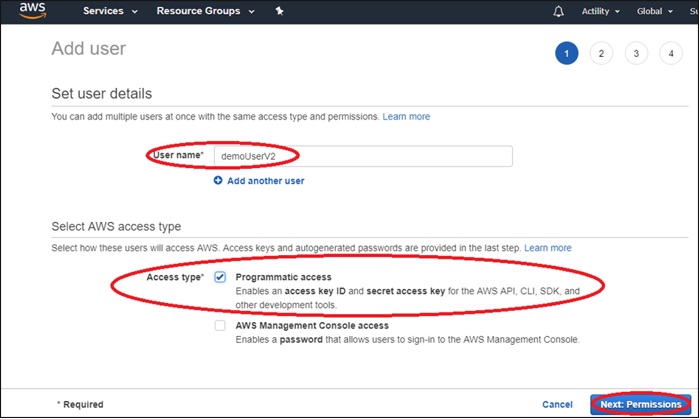 aws Services Resource Groups Actility Global
Add user 1 2 3 4
Set user details
You can add multiple users at once with the same access type and permissions. Learn more
User name* demoUserV2
Add another user
Select AWS access type
Select how these users will access AWS. Access keys and autogenerated passwords are provided in the last step. Learn more
Access type* Programmatic access
Enables an access key ID and secret access key for the AWS API, CLI, SDK, and
other development tools.
AWS Management Console access
Enables a password that allows users to sign-in to the AWS Management Console.
* Required Cancel Next: Permissions